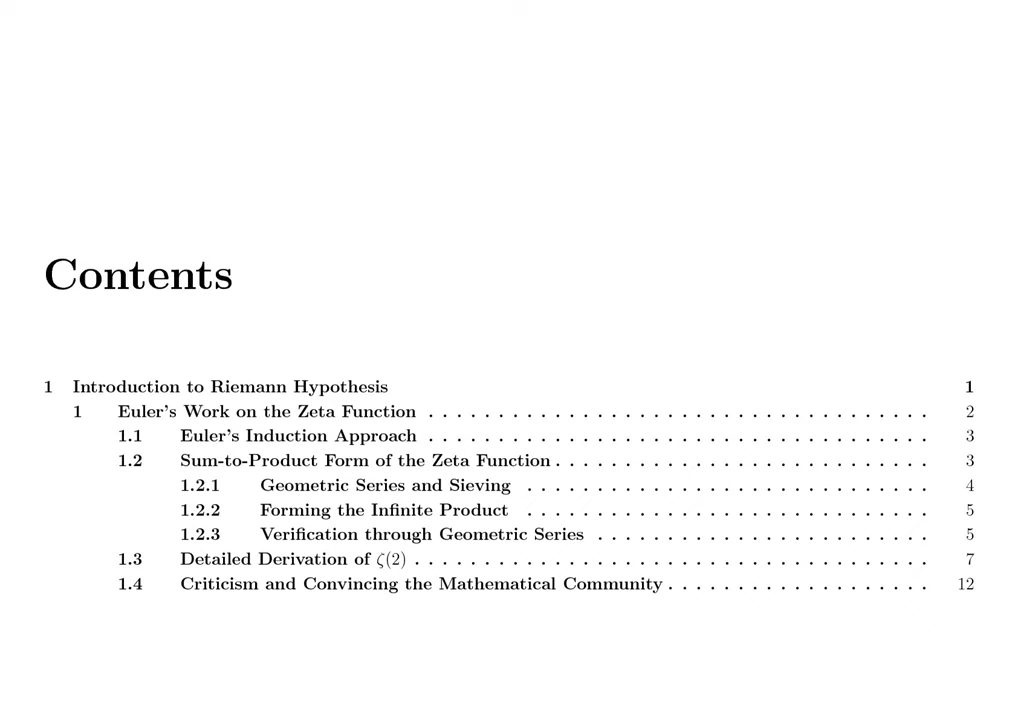 Contents
1 Introduction to Riemann Hypothesis 1
1 Euler's Work on the Zeta Function . . . . . . . . . . . . . . . . . . . . . . . . . . . . . . . . . . . . 2
1.1 Euler's Induction Approach . . . . . . . . . . . . . . . . . . . . . . . . . . . . . . . . . . . . 3
1.2 Sum-to-Product Form of the Zeta Function . . . . . . . . . . . . . . . . . . . . . . . . . . . 3
1.2.1 Geometric Series and Sieving . . . . . . . . . . . . . . . . . . . . . . . . . . . . . 4
1.2.2 Forming the Infinite Product . . . . . . . . . . . . . . . . . . . . . . . . . . . . . 5
1.2.3 Verification through Geometric Series . . . . . . . . . . . . . . . . . . . . . . . . 5
1.3 Detailed Derivation of ζ(2) . . . . . . . . . . . . . . . . . . . . . . . . . . . . . . . . . . . . . 7
1.4 Criticism and Convincing the Mathematical Community . . . . . . . . . . . . . . . . . . . 12